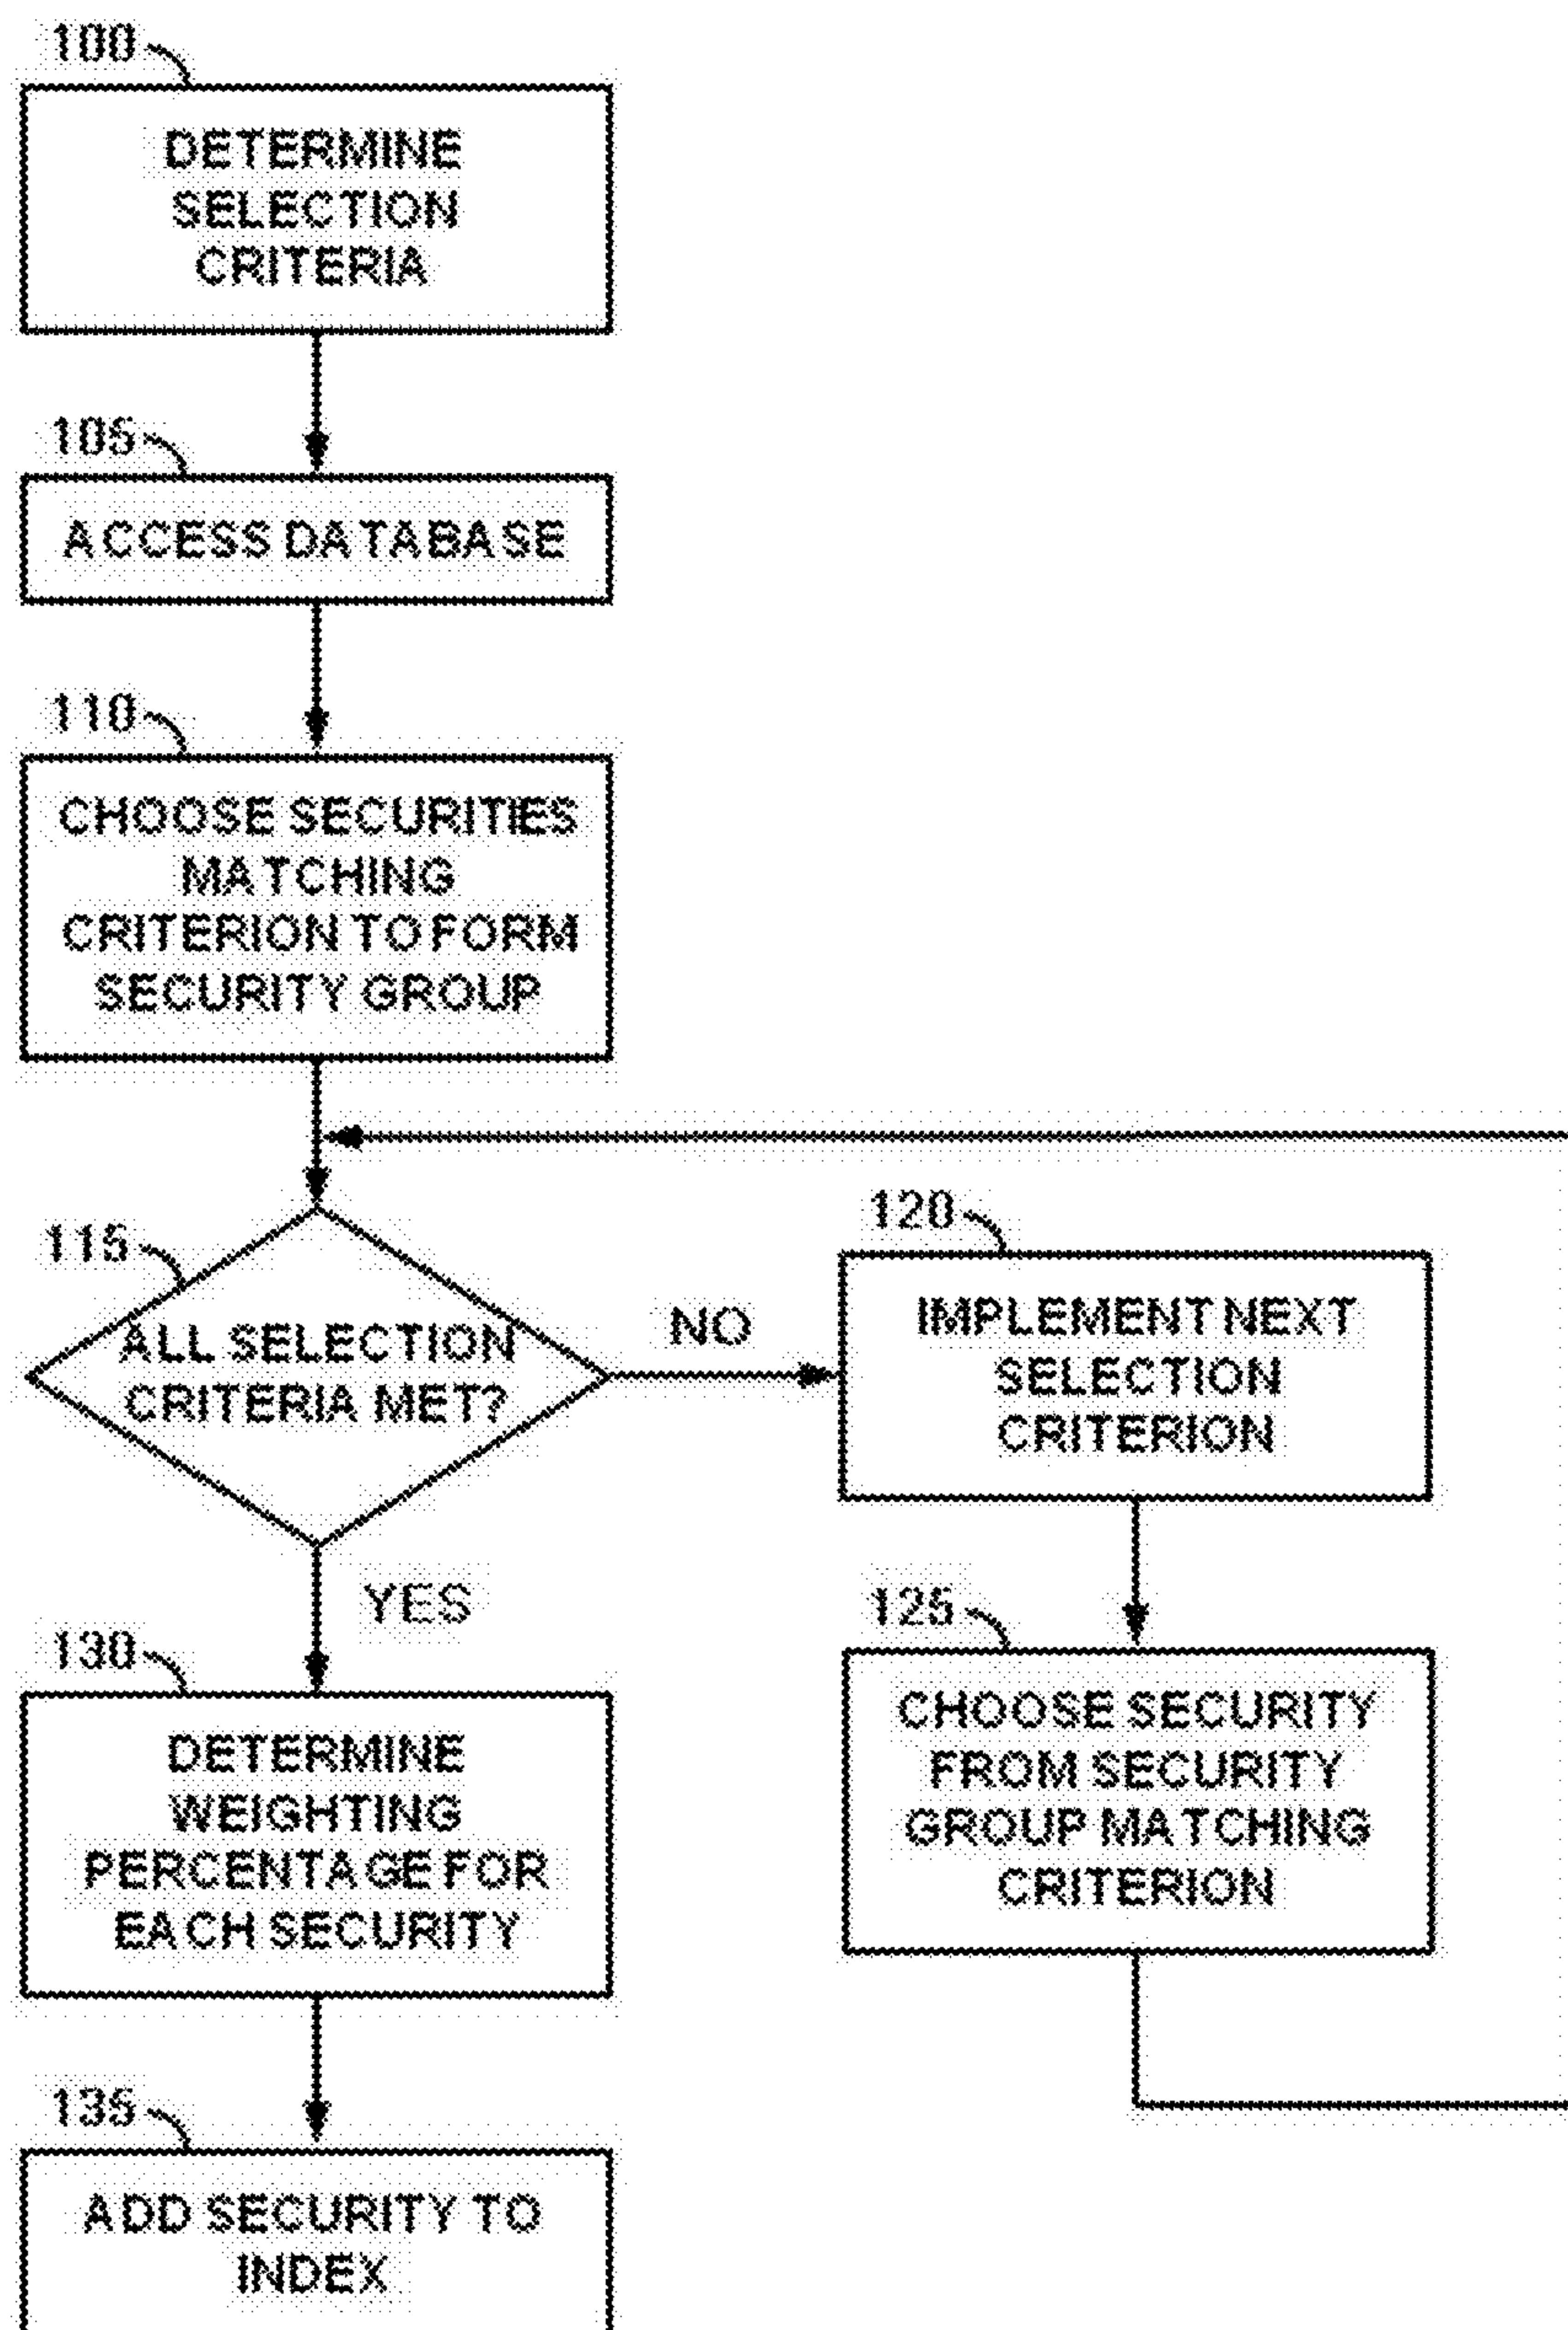 100
DETERMINE
SELECTION
CRITERIA
105
ACCESS DATABASE
110
CHOOSE SECURITIES
MATCHING
CRITERION TO FORM
SECURITY GROUP
115
ALL SELECTION
CRITERIA MET?
NO
120
IMPLEMENT NEXT
SELECTION
CRITERION
YES
125
CHOOSE SECURITY
FROM SECURITY
GROUP MATCHING
CRITERION
130
DETERMINE
WEIGHTING
PERCENTAGE FOR
EACH SECURITY
135
ADD SECURITY TO
INDEX